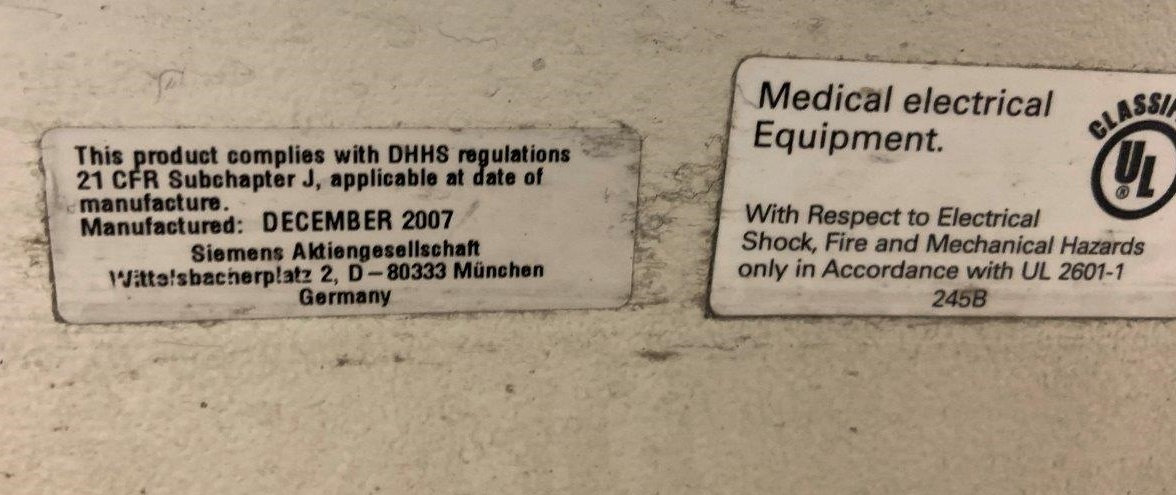 This product complies with DHHS regulations
21 CFR Subchapter J, applicable at date of
manufacture.
Manufactured: DECEMBER 2007
Siemens Aktiengesellschaft
Wittelsbacherplatz 2, D-80333 München
Germany
Medical electrical
Equipment.
CLASSI
UL
®
With Respect to Electrical
Shock, Fire and Mechanical Hazards
only in Accordance with UL 2601-1
245B